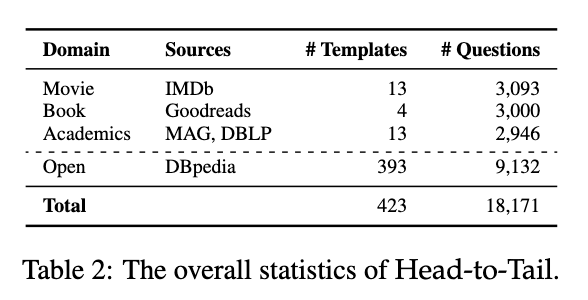 Domain Sources # Templates # Questions
Movie IMDb 13 3,093
Book Goodreads 4 3,000
Academics MAG, DBLP 13 2,946
Open DBpedia 393 9,132
Total 423 18,171
Table 2: The overall statistics of Head-to-Tail.